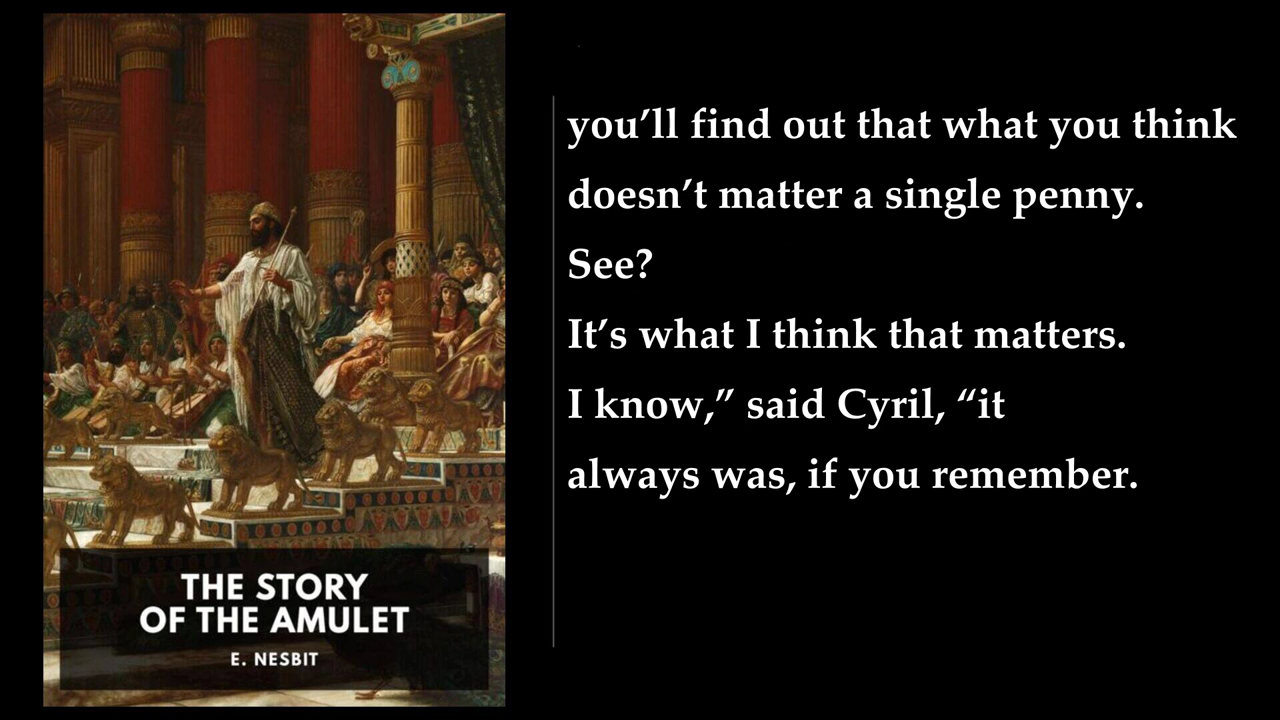 THE STORY
OF THE AMULET
E. NESBIT
you’ll find out that what you think
doesn’t matter a single penny.
See?
It’s what I think that matters.
I know,” said Cyril, “it
always was, if you remember.